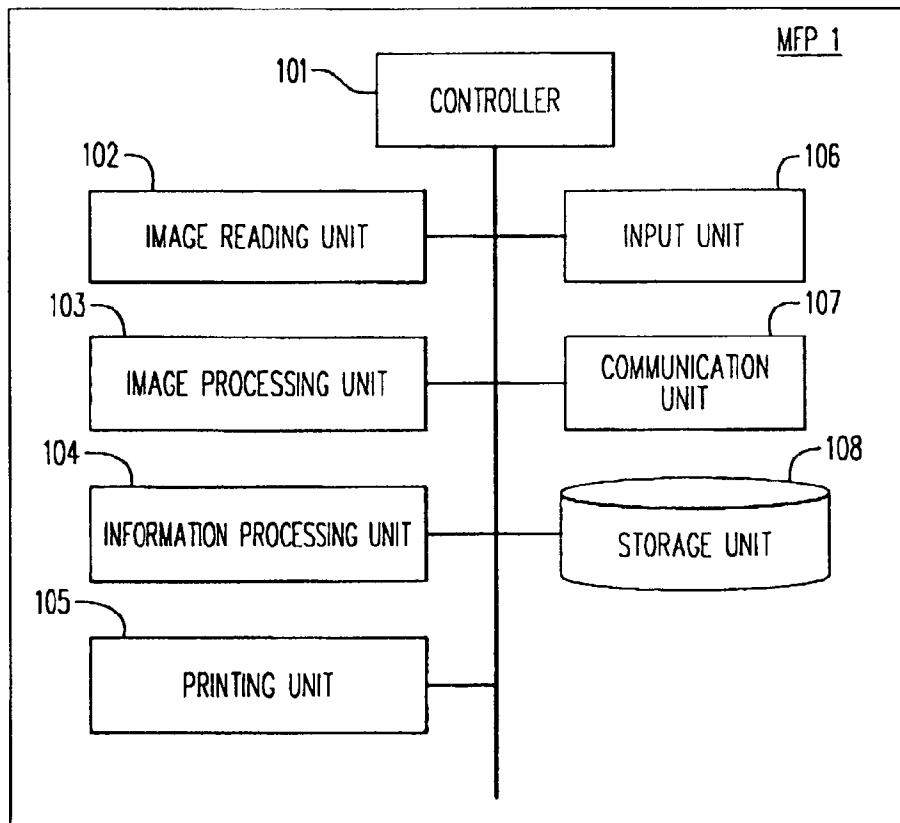 MFP 1
101
CONTROLLER
102
IMAGE READING UNIT
106
INPUT UNIT
103
IMAGE PROCESSING UNIT
107
COMMUNICATION
UNIT
104
INFORMATION PROCESSING UNIT
108
STORAGE UNIT
105
PRINTING UNIT